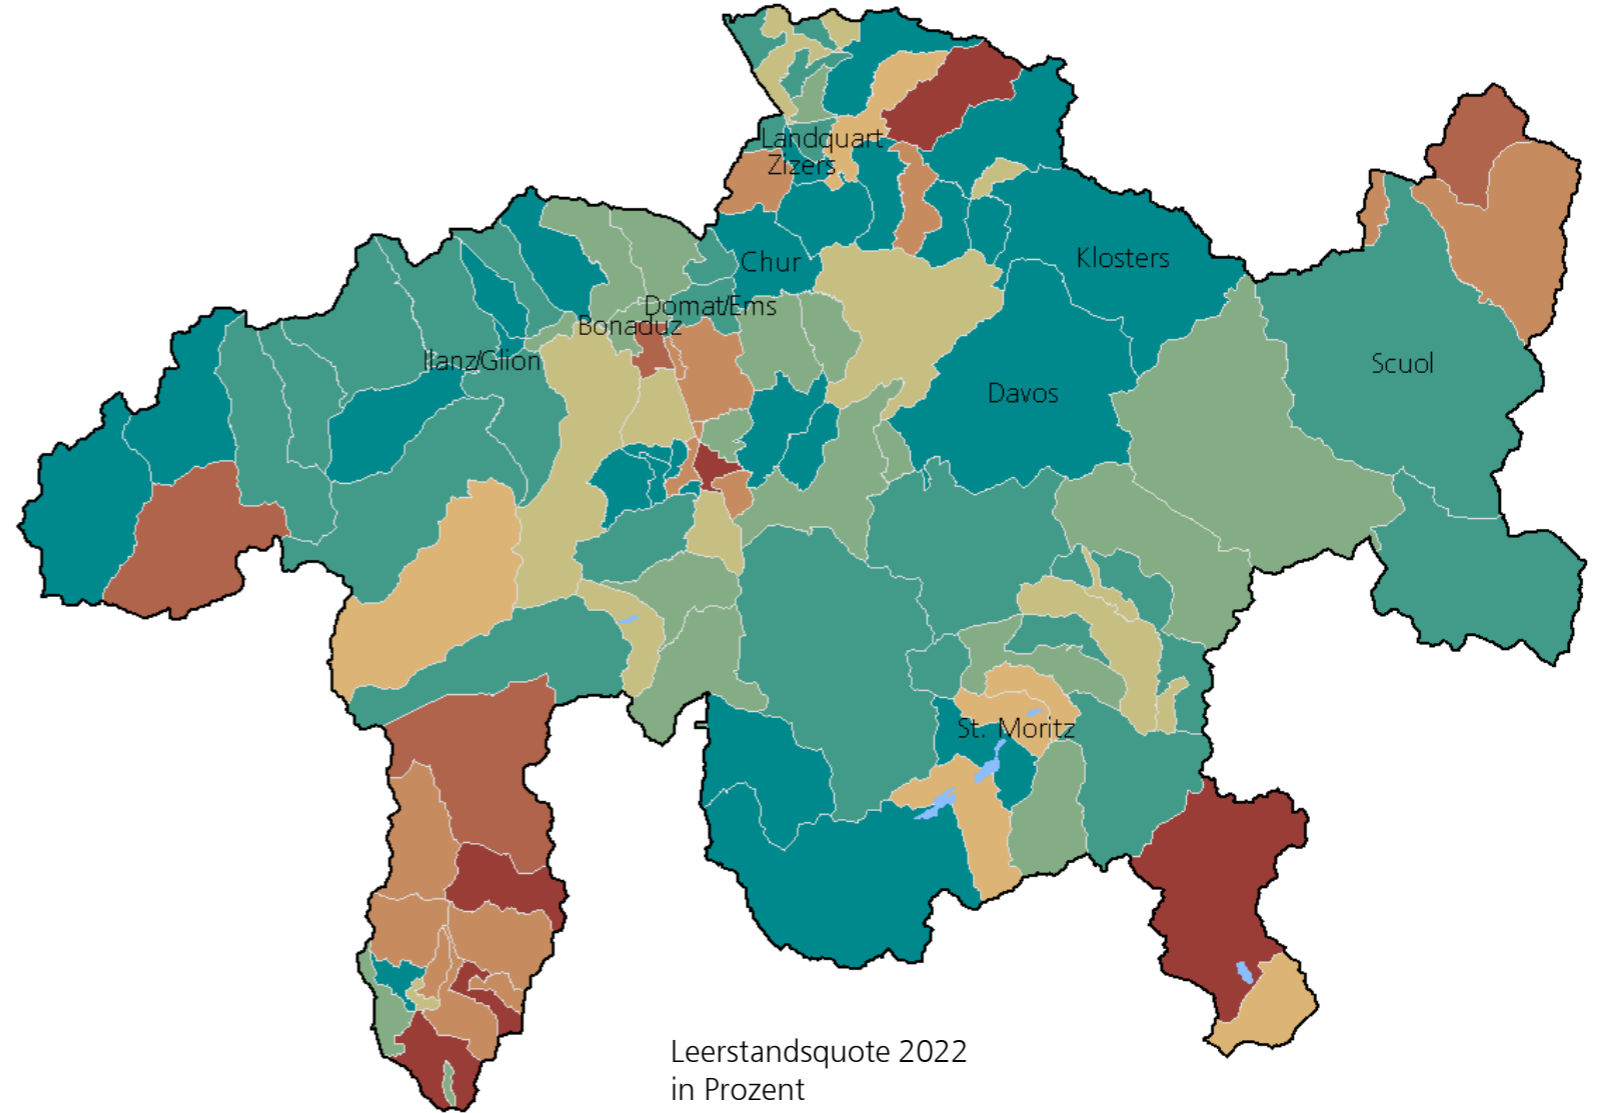 Landquart
Zizers
Chur
Klosters
Domat/Ems
Bonaduz
Ilanz/Glion
Scuol
Davos
St. Moritz
Leerstandsquote 2022
in Prozent